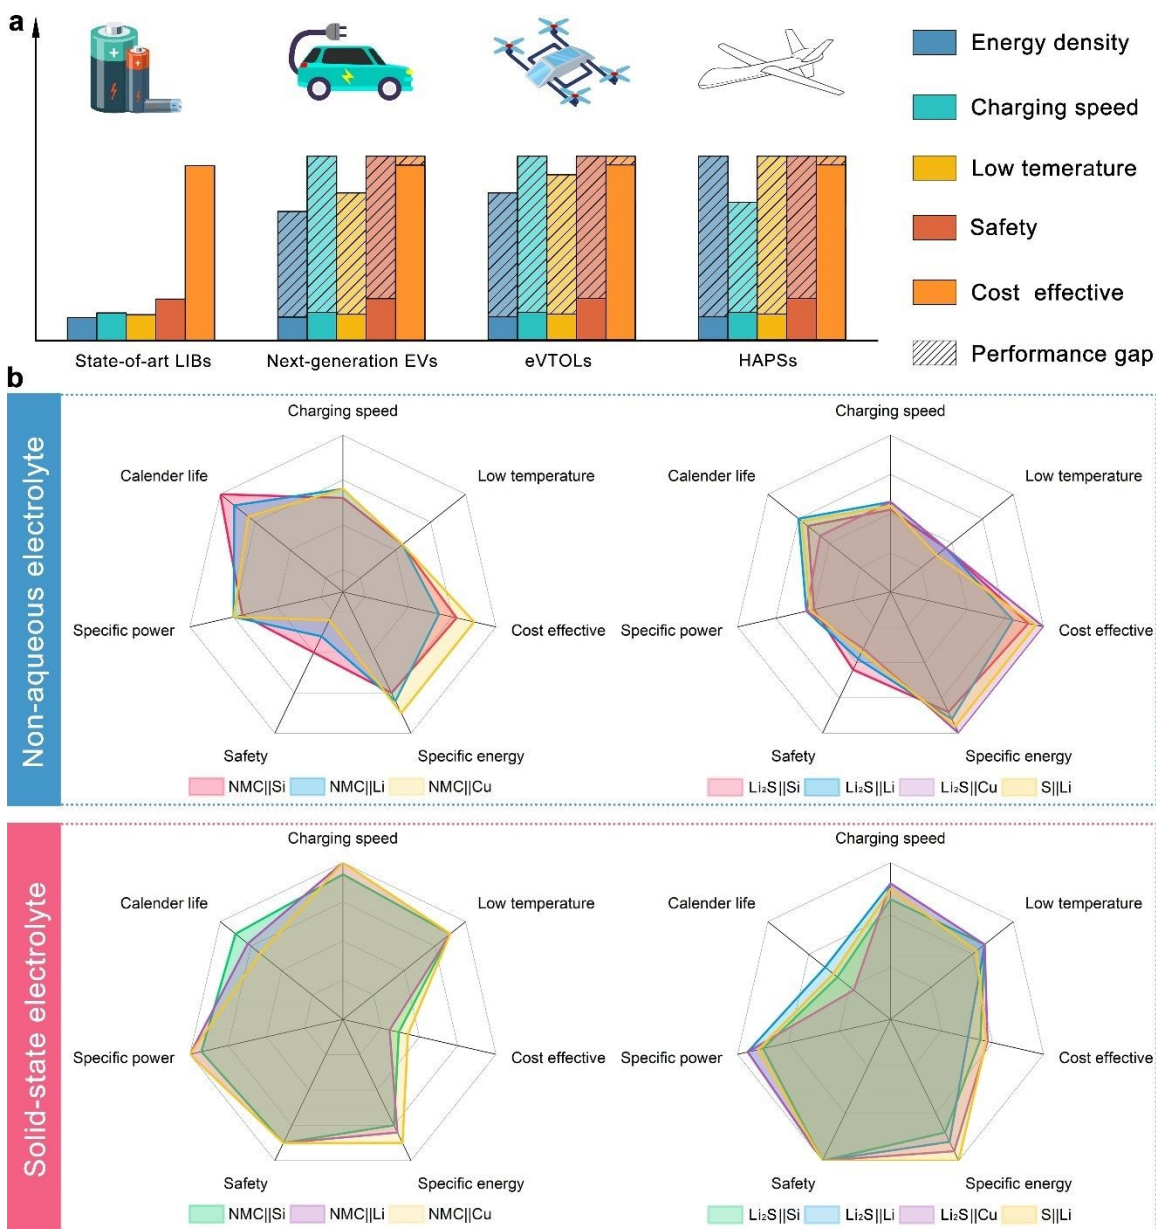 a
Energy density
Charging speed
Low temerature
Safety
Cost effective
Performance gap
State-of-art LIBs
Next-generation EVs
eVTOLs
HAPSs
b
Non-aqueous electrolyte
Charging speed
Calender life
Low temperature
Specific power
Cost effective
Safety
Specific energy
NMC||Si
NMC||Li
NMC||Cu
Charging speed
Calender life
Low temperature
Specific power
Cost effective
Safety
Specific energy
Li₂S||Si
Li₂S||Li
Li₂S||Cu
S||Li
Solid-state electrolyte
Charging speed
Calender life
Low temperature
Specific power
Cost effective
Safety
Specific energy
NMC||Si
NMC||Li
NMC||Cu
Charging speed
Calender life
Low temperature
Specific power
Cost effective
Safety
Specific energy
Li₂S||Si
Li₂S||Li
Li₂S||Cu
S||Li